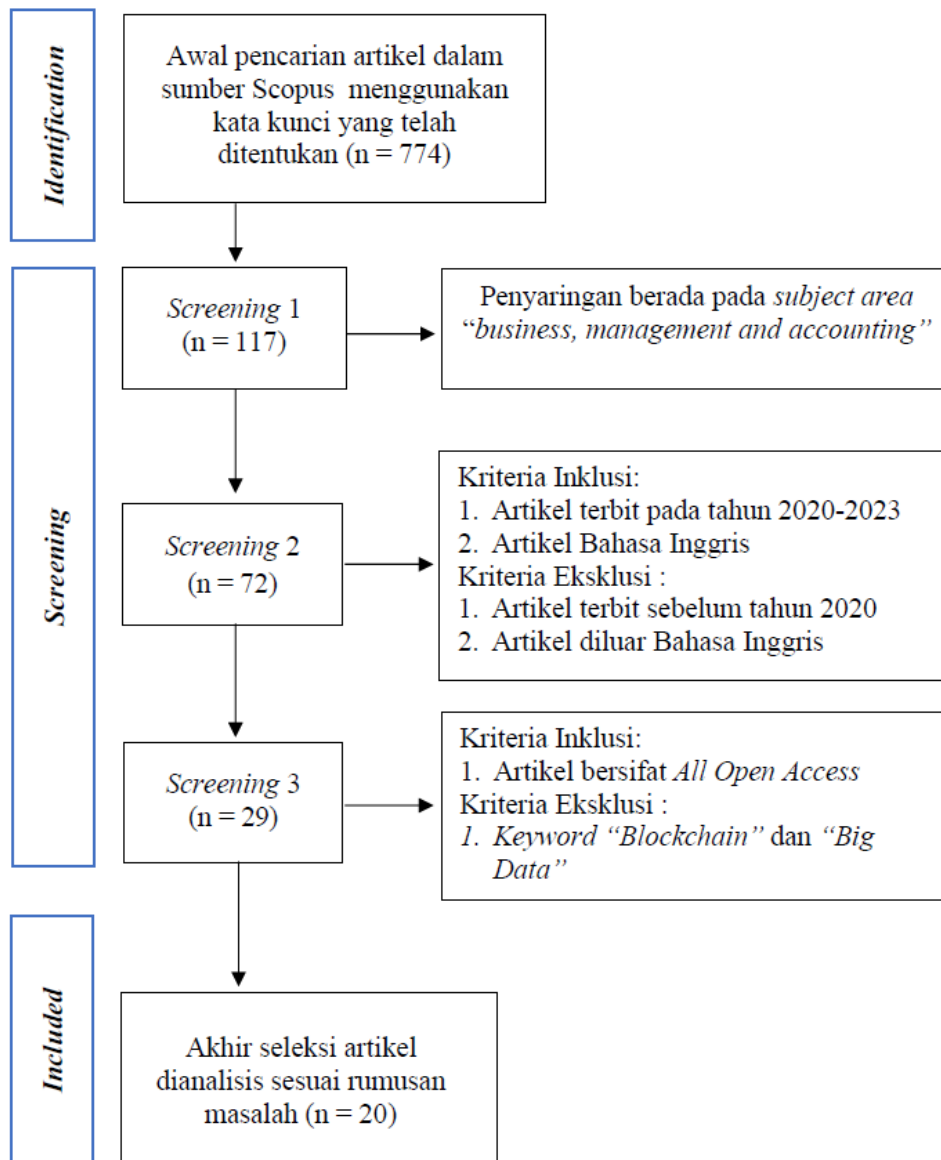 Identification
Awal pencarian artikel dalam
sumber Scopus menggunakan
kata kunci yang telah
ditentukan (n = 774)
Screening
Screening 1
(n = 117)
Penyaringan berada pada subject area
“business, management and accounting”
Screening 2
(n = 72)
Kriteria Inklusi:
1. Artikel terbit pada tahun 2020-2023
2. Artikel Bahasa Inggris
Kriteria Eksklusi :
1. Artikel terbit sebelum tahun 2020
2. Artikel diluar Bahasa Inggris
Screening 3
(n = 29)
Kriteria Inklusi:
1. Artikel bersifat All Open Access
Kriteria Eksklusi :
1. Keyword “Blockchain” dan “Big
Data”
Included
Akhir seleksi artikel
dianalisis sesuai rumusan
masalah (n = 20)